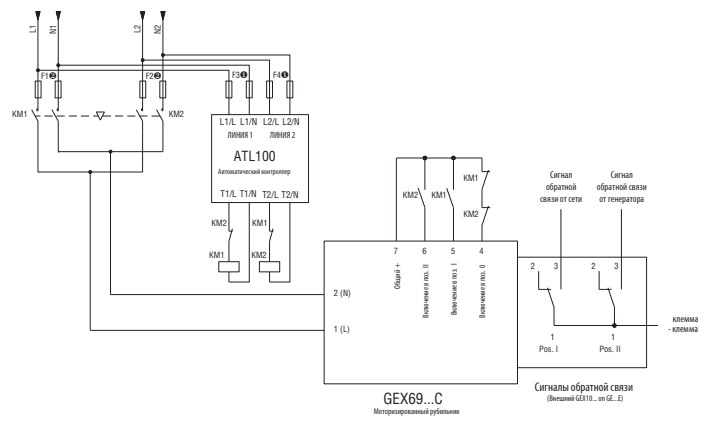 L1
N1
L2
N2
F1❷
F2❷
F3❶
F4❶
KM1
KM2
L1/L L1/N L2/L L2/N
ЛИНИЯ 1 ЛИНИЯ 2
ATL100
Автоматический контроллер
T1/L T1/N T2/L T2/N
KM2
KM1
KM1
KM2
KM2
KM1
KM1
KM2
7
6
5
4
Общий +
Включение в поз. II
Включение в поз. I
Включение в поз. 0
2 (N)
1 (L)
GEX69...C
Моторизированный рубильник
Сигнал
обратной
связи от сети
Сигнал
обратной связи
от генератора
2 3
2 3
1
Pos. I
1
Pos. II
клемма
- клемма
Сигналы обратной связи
(Внешний GEX10... on GE...E)